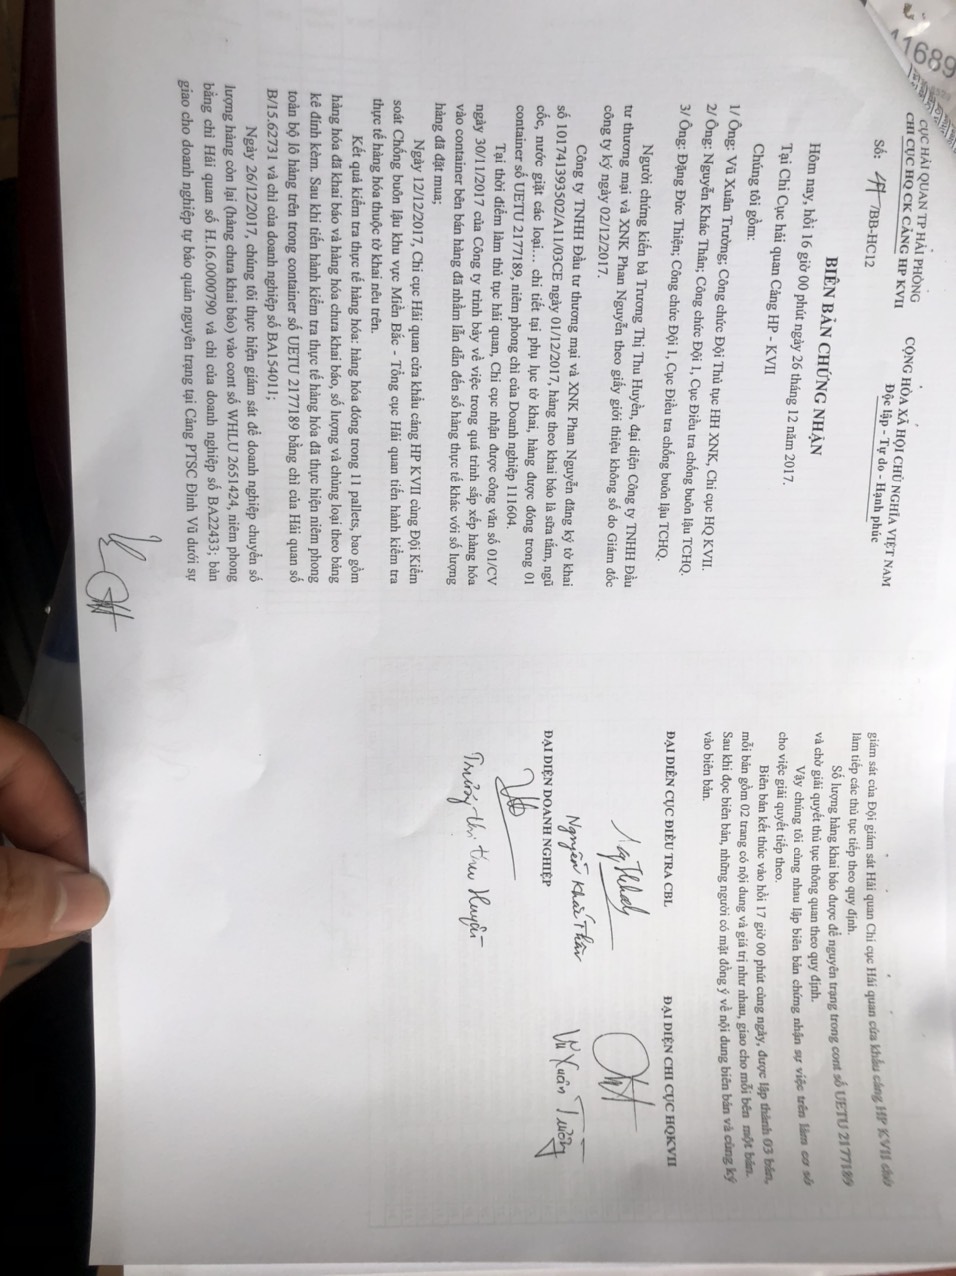 11689
CỤC HẢI QUAN TP HẢI PHÒNG
CHI CỤC HQ CK CẢNG HP KVII
Số: /BB-HC12
CỘNG HÒA XÃ HỘI CHỦ NGHĨA VIỆT NAM
Độc lập - Tự do - Hạnh phúc
BIÊN BẢN CHỨNG NHẬN
Hôm nay, hồi 16 giờ 00 phút ngày 26 tháng 12 năm 2017.
Tại Chi Cục hải quan Cảng HP - KVII
Chúng tôi gồm:
1/ Ông: Vũ Xuân Trường; Công chức Đội Thủ tục HH XNK, Chi cục HQ KVII.
2/ Ông: Nguyễn Khắc Thân; Công chức Đội 1, Cục Điều tra chống buôn lậu TCHQ.
3/ Ông: Đặng Đức Thiện; Công chức Đội 1, Cục Điều tra chống buôn lậu TCHQ.
Người chứng kiến bà Trương Thị Thu Huyền, đại diện Công ty TNHH Đầu
tư thương mại và XNK Phan Nguyễn theo giấy giới thiệu không số do Giám đốc
công ty ký ngày 02/12/2017.
Công ty TNHH Đầu tư thương mại và XNK Phan Nguyễn đăng ký tờ khai
số 101741393502/A11/03CE ngày 01/12/2017, hàng theo khai báo là sữa tắm, ngũ
cốc, nước giặt các loại... chi tiết tại phụ lục tờ khai, hàng được đóng trong 01
container số UETU 2177189, niêm phong chì của Doanh nghiệp 111604.
Tại thời điểm làm thủ tục hải quan, Chi cục nhận được công văn số 01/CV
ngày 30/11/2017 của Công ty trình bày về việc trong quá trình sắp xếp hàng hóa
vào container bên bán hàng đã nhầm lẫn dẫn đến số hàng thực tế khác với số lượng
hàng đã đặt mua;
Ngày 12/12/2017, Chi cục Hải quan cửa khẩu cảng HP KVII cùng Đội Kiểm
soát Chống buôn lậu khu vực Miền Bắc - Tổng cục Hải quan tiến hành kiểm tra
thực tế hàng hóa thuộc tờ khai nêu trên.
Kết quả kiểm tra thực tế hàng hóa: hàng hóa đóng trong 11 pallets, bao gồm
hàng hóa đã khai báo và hàng hóa chưa khai báo, số lượng và chủng loại theo bảng
kê đính kèm. Sau khi tiến hành kiểm tra thực tế hàng hóa đã thực hiện niêm phong
toàn bộ lô hàng trên trong container số UETU 2177189 bằng chì của Hải quan số
B/15.62731 và chì của doanh nghiệp số BA154011;
Ngày 26/12/2017, chúng tôi thực hiện giám sát để doanh nghiệp chuyển số
lượng hàng còn lại (hàng chưa khai báo) vào cont số WHLU 2651424, niêm phong
bằng chì Hải quan số H.16.0000790 và chì của doanh nghiệp số BA22433; bàn
giao cho doanh nghiệp tự bảo quản nguyên trạng tại Cảng PTSC Đình Vũ dưới sự
giám sát của Đội giám sát Hải quan Chi cục Hải quan cửa khẩu cảng HP KVII chờ
làm tiếp các thủ tục tiếp theo quy định.
Số lượng hàng khai báo được để nguyên trạng trong cont số UETU 2177189
và chờ giải quyết thủ tục thông quan theo quy định.
Vậy chúng tôi cùng nhau lập biên bản chứng nhận sự việc trên làm cơ sở
cho việc giải quyết tiếp theo.
Biên bản kết thúc vào hồi 17 giờ 00 phút cùng ngày, được lập thành 03 bản,
mỗi bản gồm 02 trang có nội dung và giá trị như nhau, giao cho mỗi bên một bản.
Sau khi đọc biên bản, những người có mặt đồng ý về nội dung biên bản và cùng ký
vào biên bản.
ĐẠI DIÊN CỤC ĐIỀU TRA CBL
ĐẠI DIỆN CHI CỤC HQKVII
Nguyễn Khắc Thân
Vũ Xuân Trường
ĐẠI DIỆN DOANH NGHIỆP
Trương thị thu Huyền